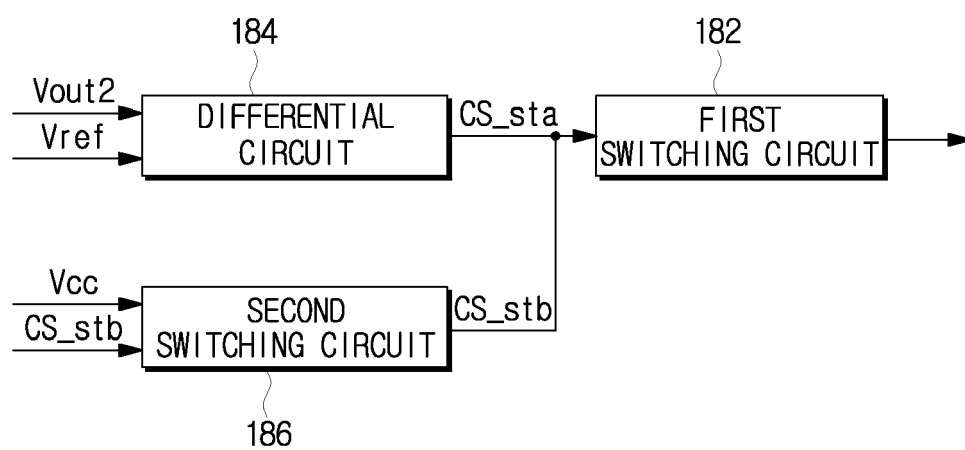 184
182
Vout2
Vref
DIFFERENTIAL
CIRCUIT
CS_sta
FIRST
SWITCHING CIRCUIT
Vcc
CS_stb
SECOND
SWITCHING CIRCUIT
CS_stb
186